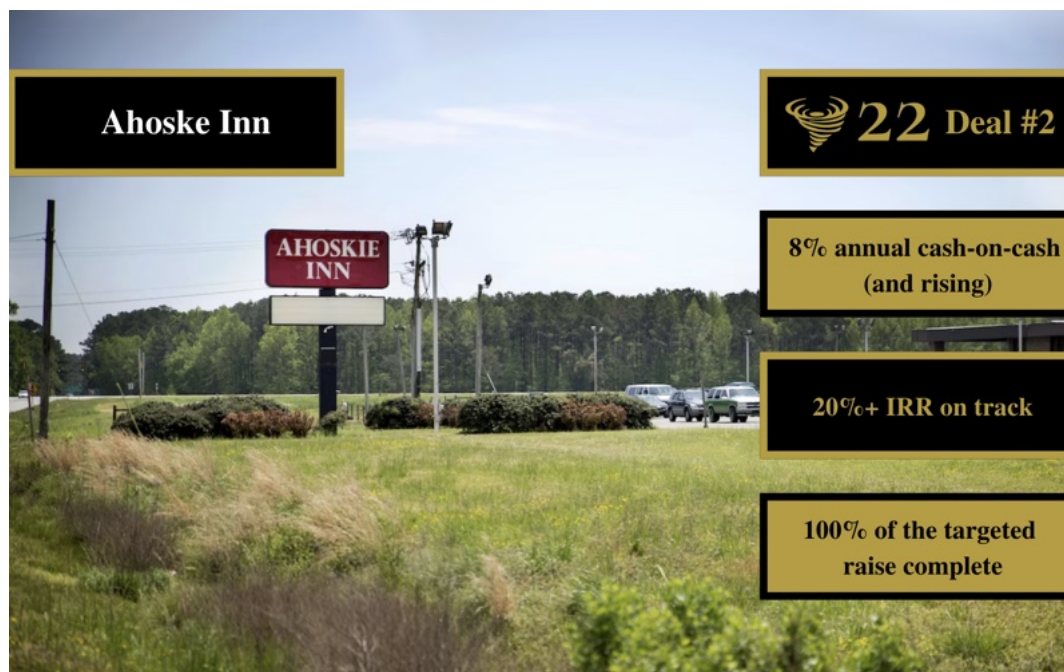 Ahoske Inn
22 Deal #2
AHOSKIE
INN
8% annual cash-on-cash
(and rising)
20%+ IRR on track
100% of the targeted
raise complete